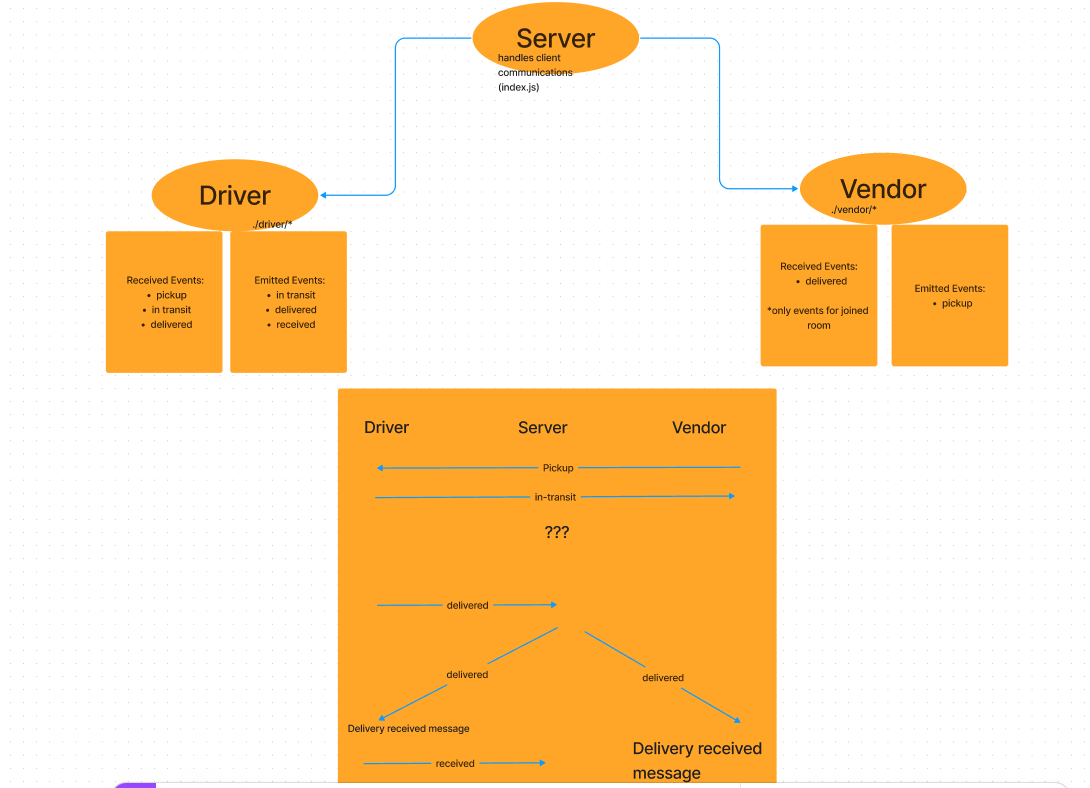 Server
handles client
communications
(index.js)
Driver
./driver/*
Vendor
./vendor/*
Received Events:
• pickup
• in transit
• delivered
Emitted Events:
• in transit
• delivered
• received
Received Events:
• delivered
*only events for joined
room
Emitted Events:
• pickup
Driver Server Vendor
Pickup
in-transit
???
delivered
delivered
delivered
Delivery received message
Delivery received
message
received